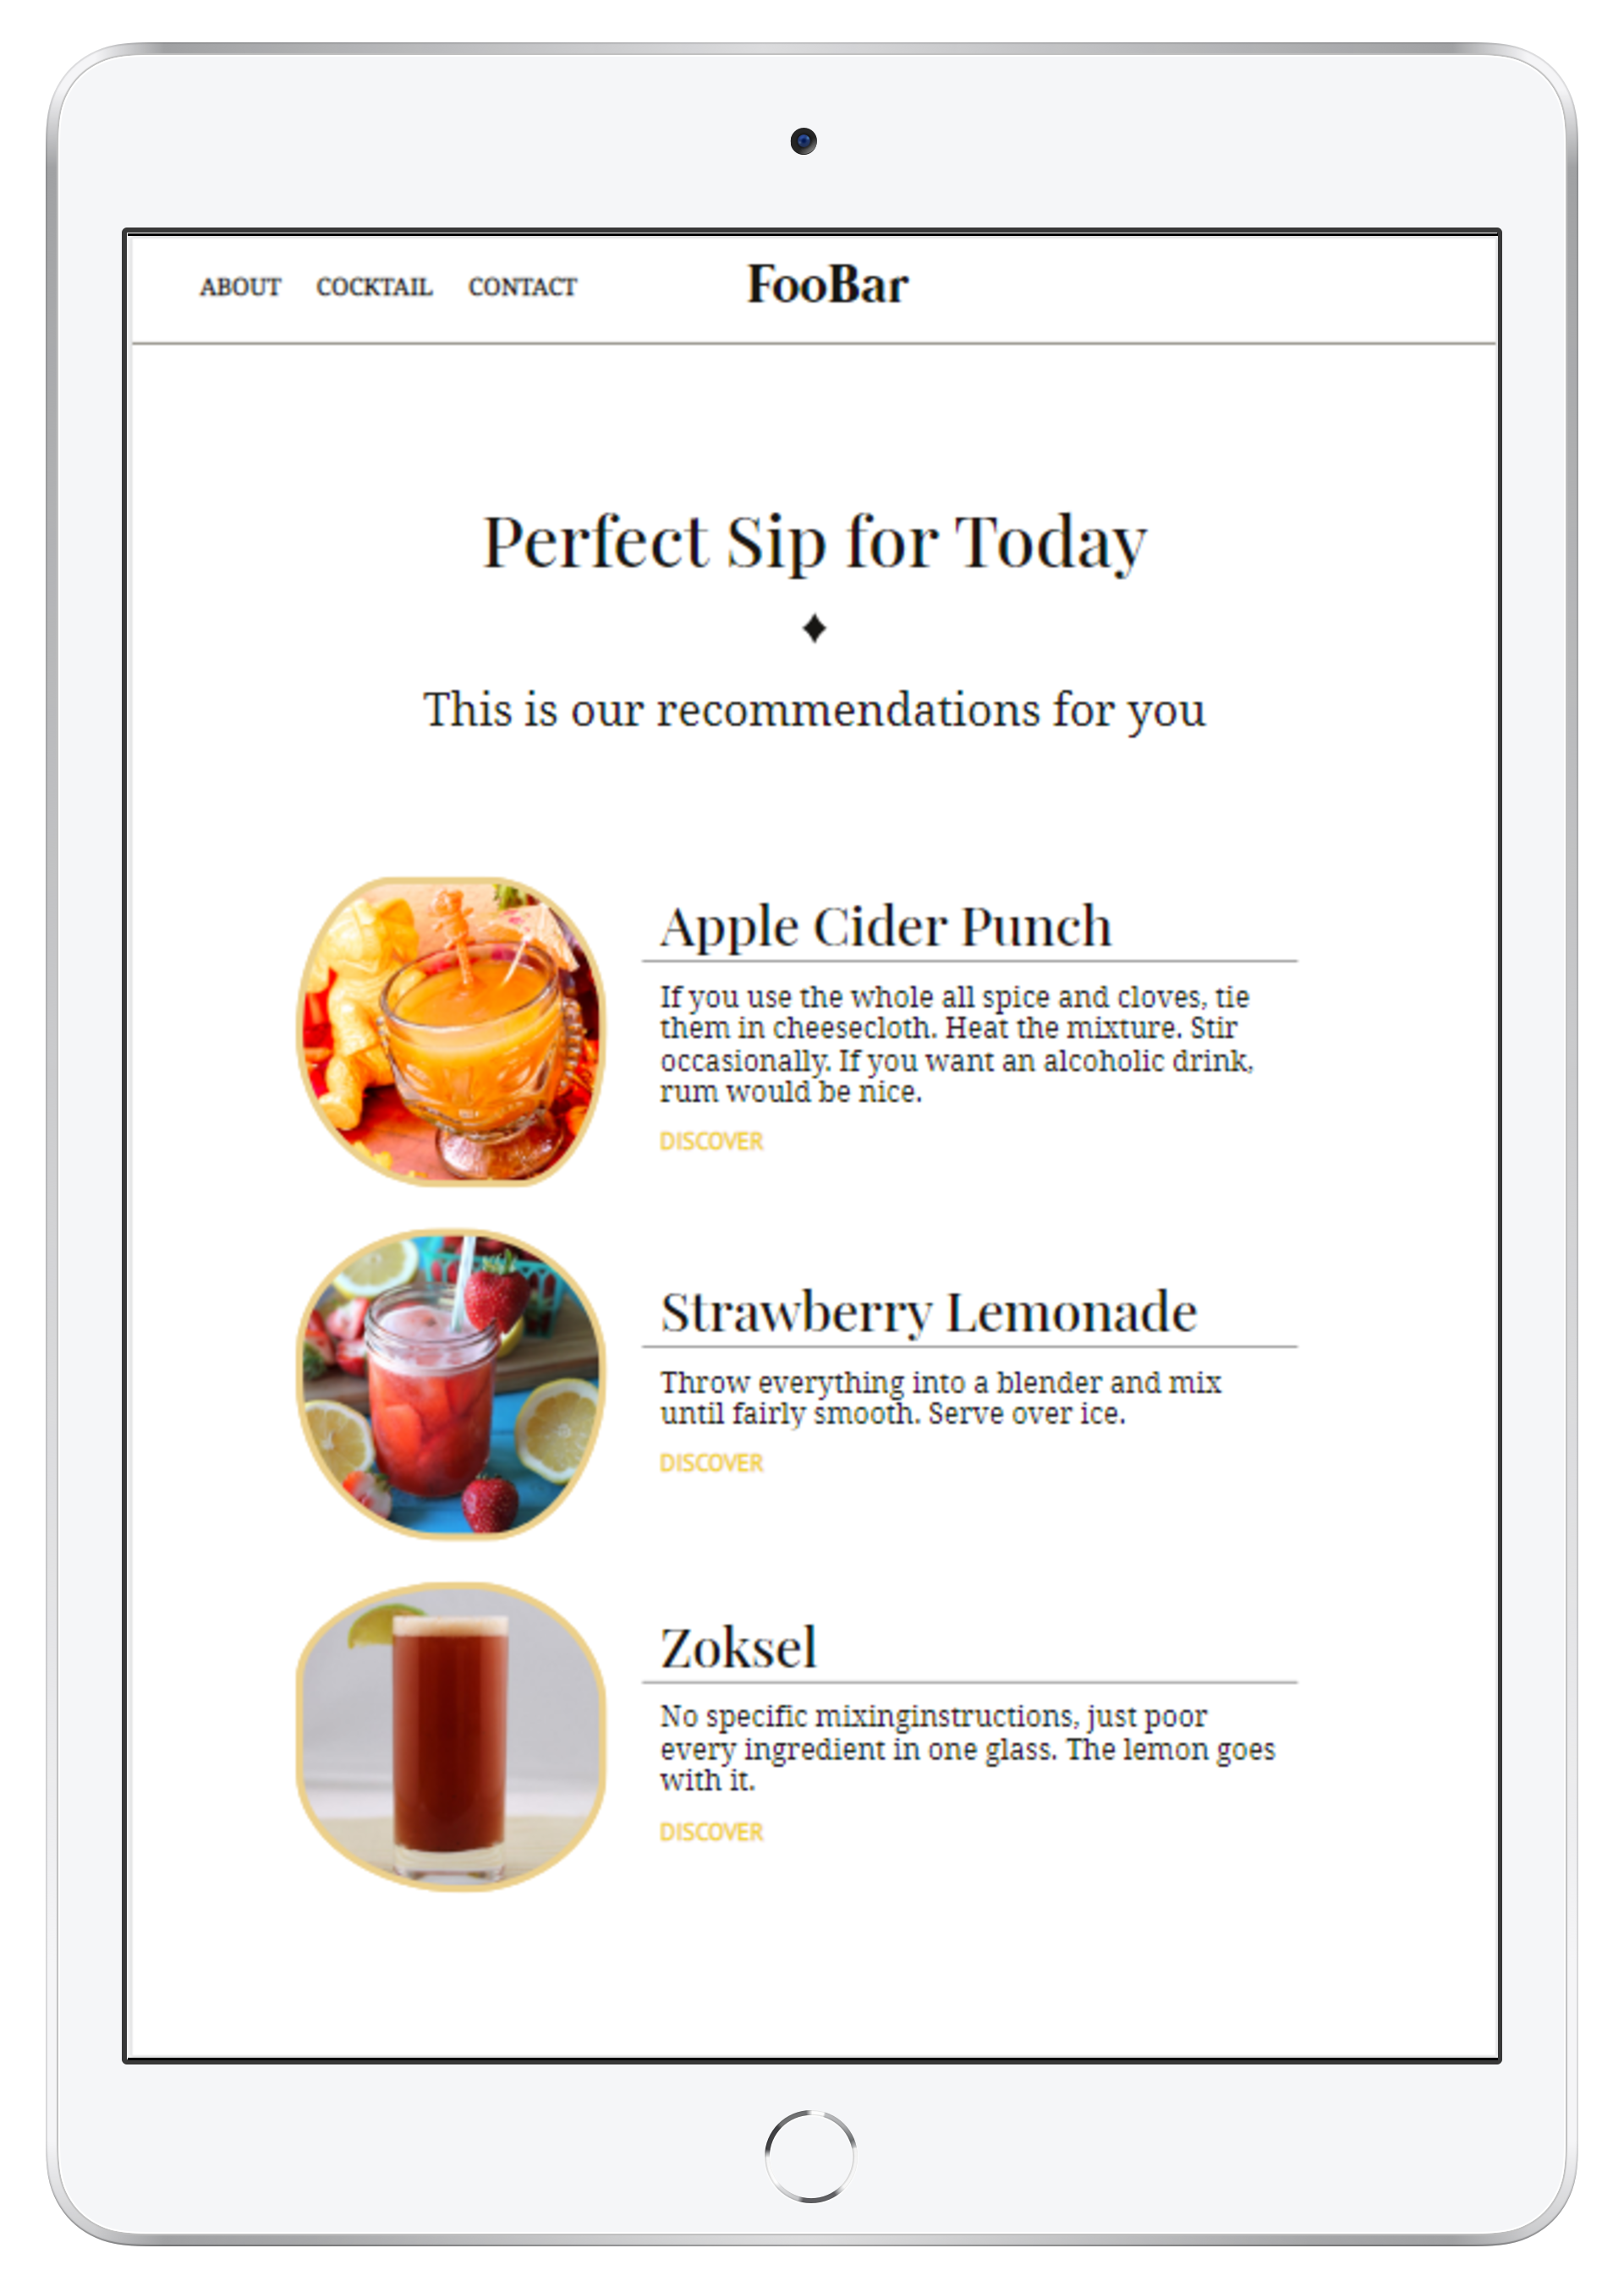 ABOUT COCKTAIL CONTACT FooBar
Perfect Sip for Today
This is our recommendations for you
Apple Cider Punch
If you use the whole all spice and cloves, tie
them in cheesecloth. Heat the mixture. Stir
occasionally. If you want an alcoholic drink,
rum would be nice.
DISCOVER
Strawberry Lemonade
Throw everything into a blender and mix
until fairly smooth. Serve over ice.
DISCOVER
Zoksel
No specific mixinginstructions, just poor
every ingredient in one glass. The lemon goes
with it.
DISCOVER